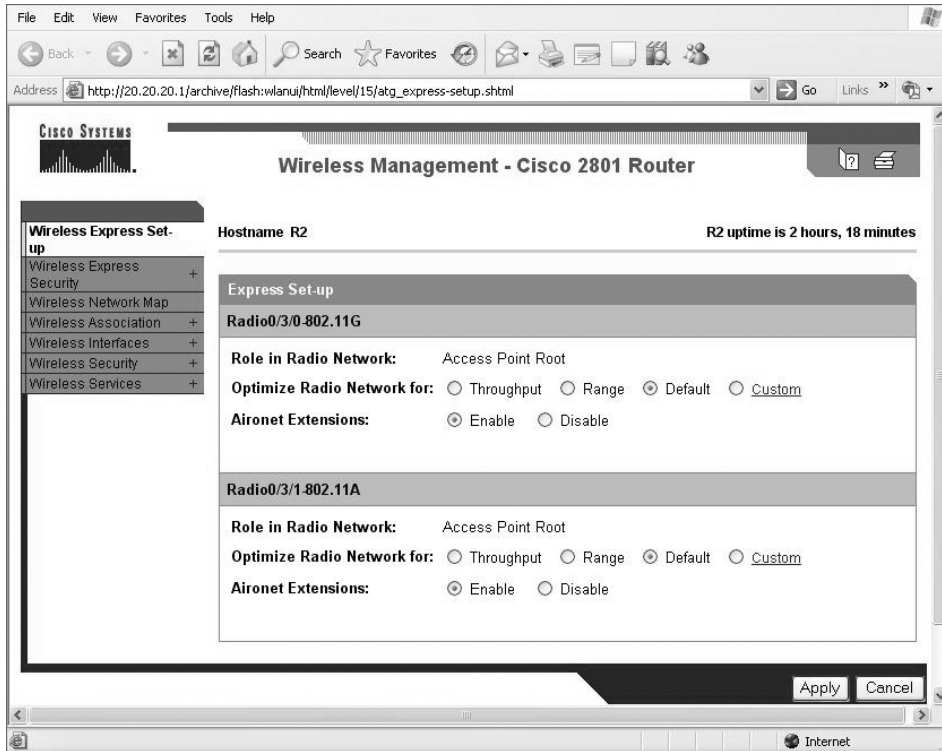 File Edit View Favorites Tools Help
Back Search Favorites
Address http://20.20.20.1/archive/flash:wlanui/html/level/15/atg_express-setup.shtml Go Links »
CISCO SYSTEMS
Wireless Management - Cisco 2801 Router
Wireless Express Set-
up
Wireless Express
Security +
Wireless Network Map
Wireless Association +
Wireless Interfaces +
Wireless Security +
Wireless Services +
Hostname R2 R2 uptime is 2 hours, 18 minutes
Express Set-up
Radio0/3/0-802.11G
Role in Radio Network: Access Point Root
Optimize Radio Network for: Throughput Range Default Custom
Aironet Extensions: Enable Disable
Radio0/3/1-802.11A
Role in Radio Network: Access Point Root
Optimize Radio Network for: Throughput Range Default Custom
Aironet Extensions: Enable Disable
Apply Cancel
Internet